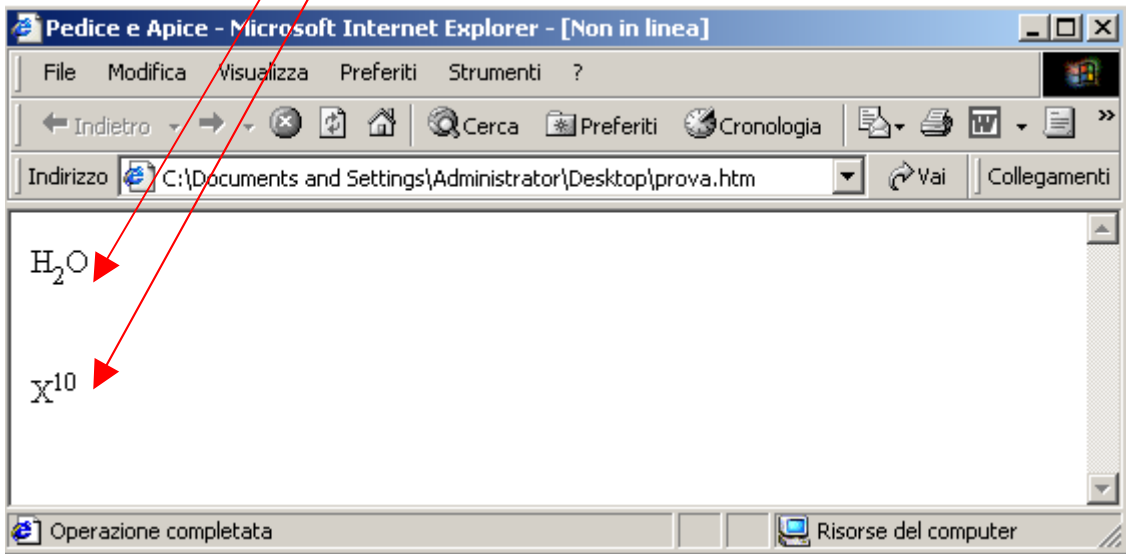 Pedice e Apice - Microsoft Internet Explorer - [Non in linea]
File Modifica Visualizza Preferiti Strumenti ?
Indietro Cerca Preferiti Cronologia »
Indirizzo C:\Documents and Settings\Administrator\Desktop\prova.htm Vai Collegamenti
H₂O
X¹⁰
Operazione completata Risorse del computer